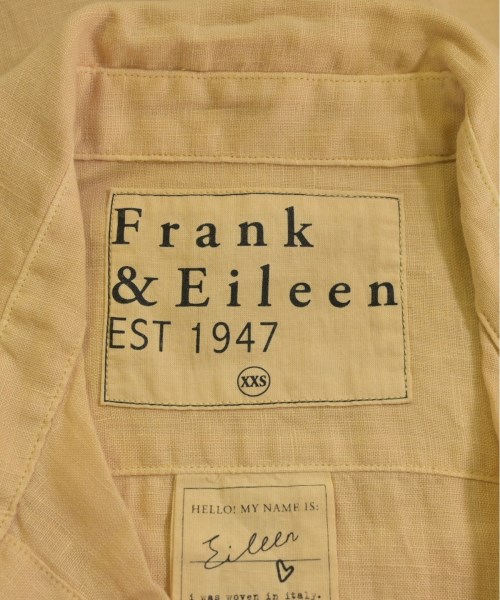 Frank
& Eileen
EST 1947
XXS
HELLO! MY NAME IS:
Eileen
i was woven in italy.